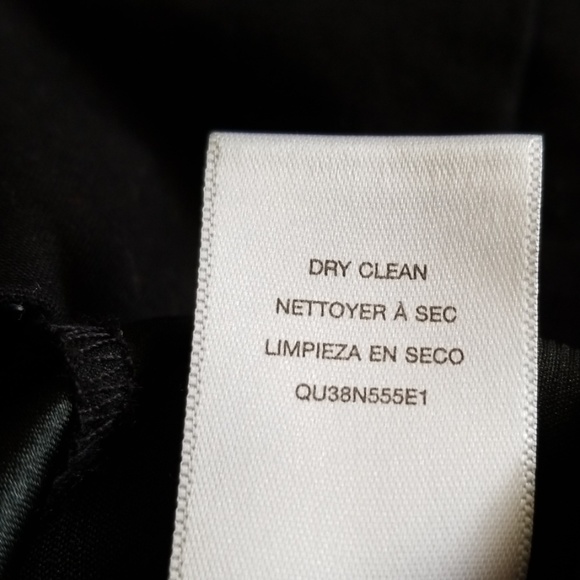 DRY CLEAN
NETTOYER À SEC
LIMPIEZA EN SECO
QU38N555E1